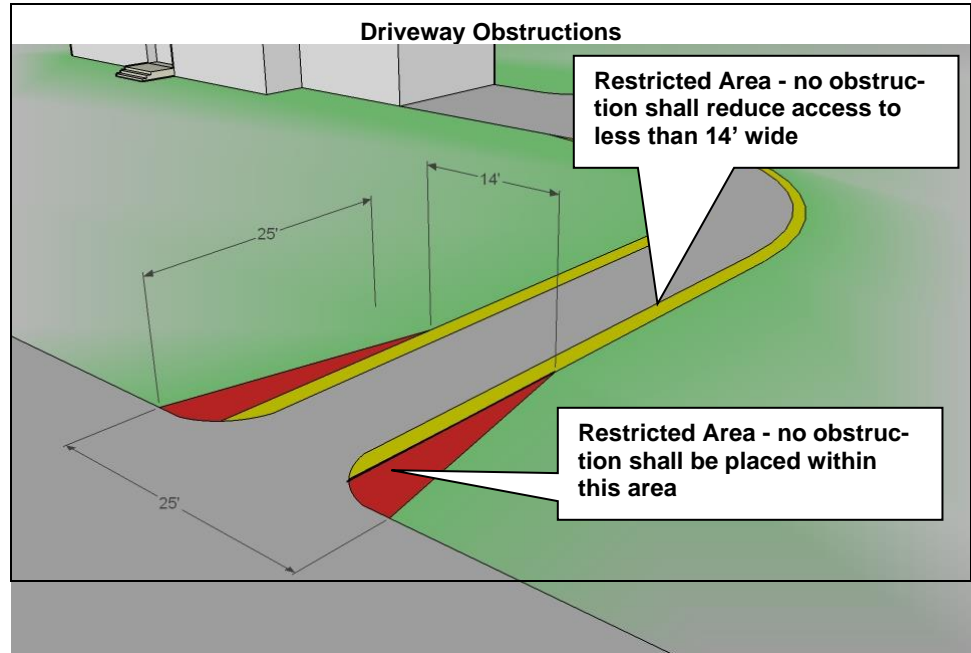 Driveway Obstructions
Restricted Area - no obstruc-
tion shall reduce access to
less than 14’ wide
14'
25'
Restricted Area - no obstruc-
tion shall be placed within
this area
25'